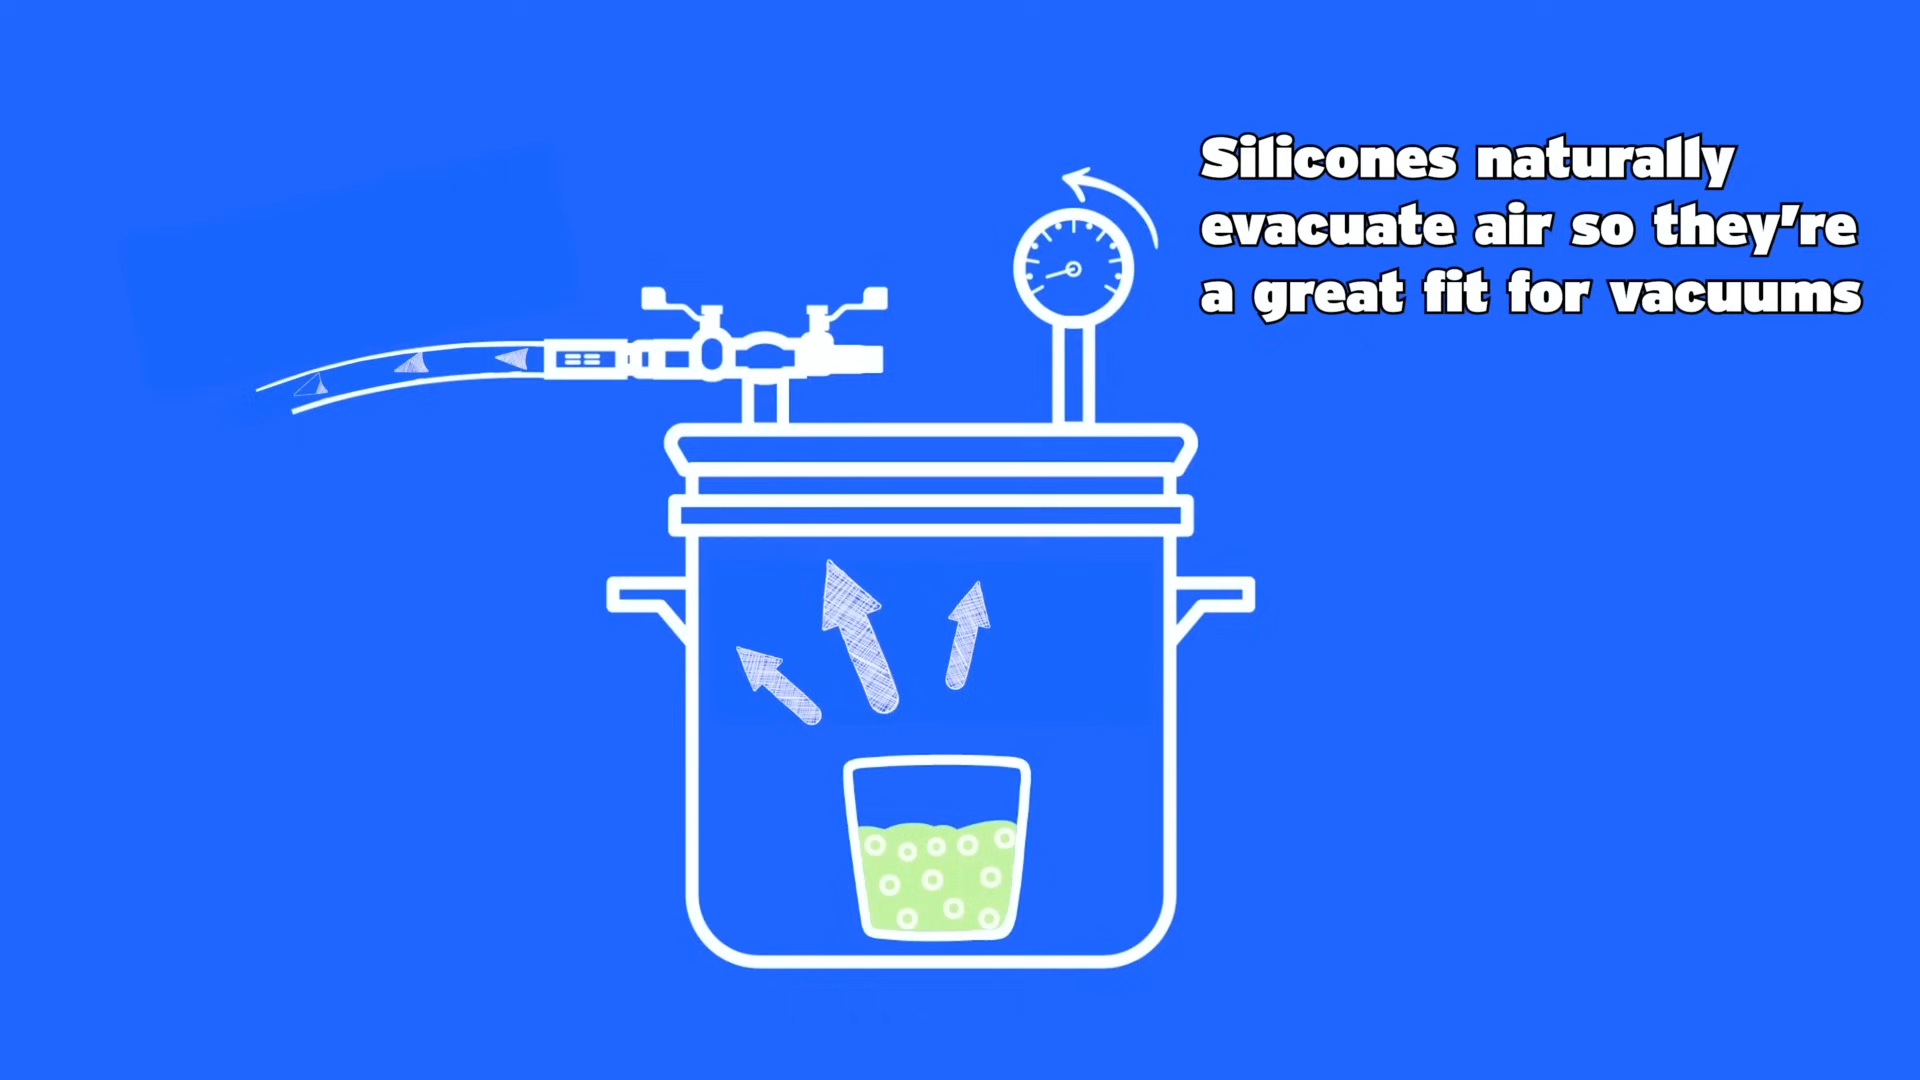 Silicones naturally
evacuate air so they're
a great fit for vacuums